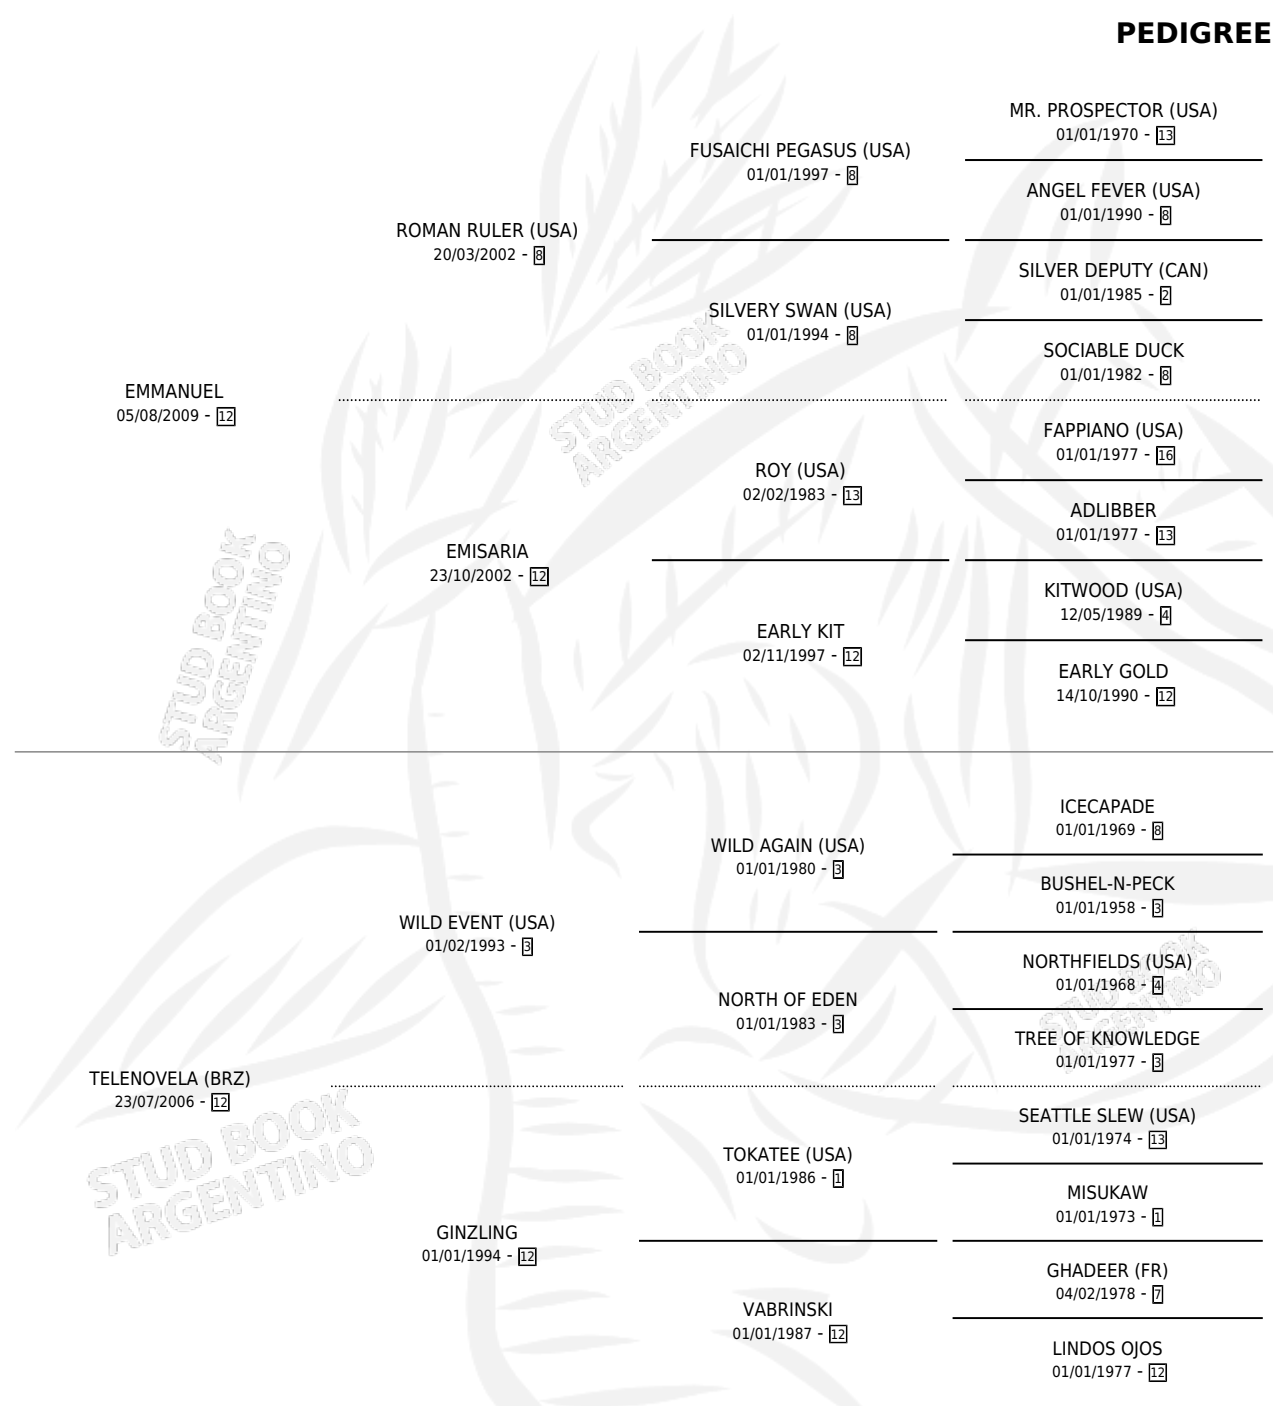 PEDIGREE
MR. PROSPECTOR (USA)
01/01/1970 - 13
FUSAICHI PEGASUS (USA)
01/01/1997 - 8
ANGEL FEVER (USA)
01/01/1990 - 8
ROMAN RULER (USA)
20/03/2002 - 8
SILVER DEPUTY (CAN)
01/01/1985 - 2
SILVERY SWAN (USA)
01/01/1994 - 8
SOCIABLE DUCK
01/01/1982 - 8
EMMANUEL
05/08/2009 - 12
STUD BOOK
ARGENTINO
FAPPIANO (USA)
01/01/1977 - 16
ROY (USA)
02/02/1983 - 13
ADLIBBER
01/01/1977 - 13
EMISARIA
23/10/2002 - 12
KITWOOD (USA)
12/05/1989 - 4
EARLY KIT
02/11/1997 - 12
EARLY GOLD
14/10/1990 - 12
STUD BOOK
ARGENTINO
ICECAPADE
01/01/1969 - 8
WILD AGAIN (USA)
01/01/1980 - 3
BUSHEL-N-PECK
01/01/1958 - 3
WILD EVENT (USA)
01/02/1993 - 3
NORTHFIELDS (USA)
01/01/1968 - 4
NORTH OF EDEN
01/01/1983 - 3
TREE OF KNOWLEDGE
01/01/1977 - 3
STUD BOOK
ARGENTINO
TELENOVELA (BRZ)
23/07/2006 - 12
SEATTLE SLEW (USA)
01/01/1974 - 13
TOKATEE (USA)
01/01/1986 - 1
MISUKAW
01/01/1973 - 1
STUD BOOK
ARGENTINO
GINZLING
01/01/1994 - 12
GHADEER (FR)
04/02/1978 - 7
VABRINSKI
01/01/1987 - 12
LINDOS OJOS
01/01/1977 - 12